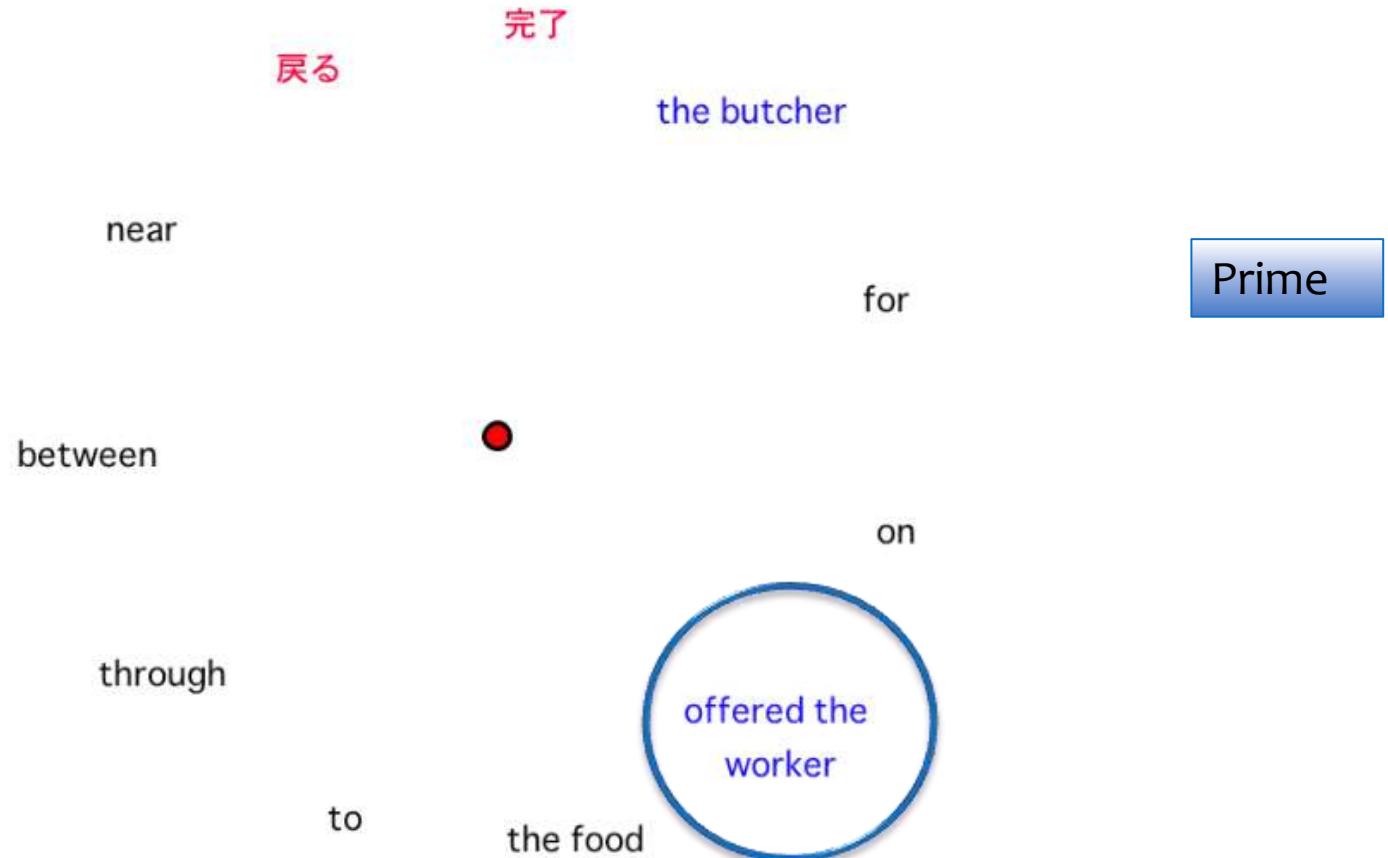 完了
戻る
the butcher
near
Prime
for
between
on
through
offered the
worker
to
the food